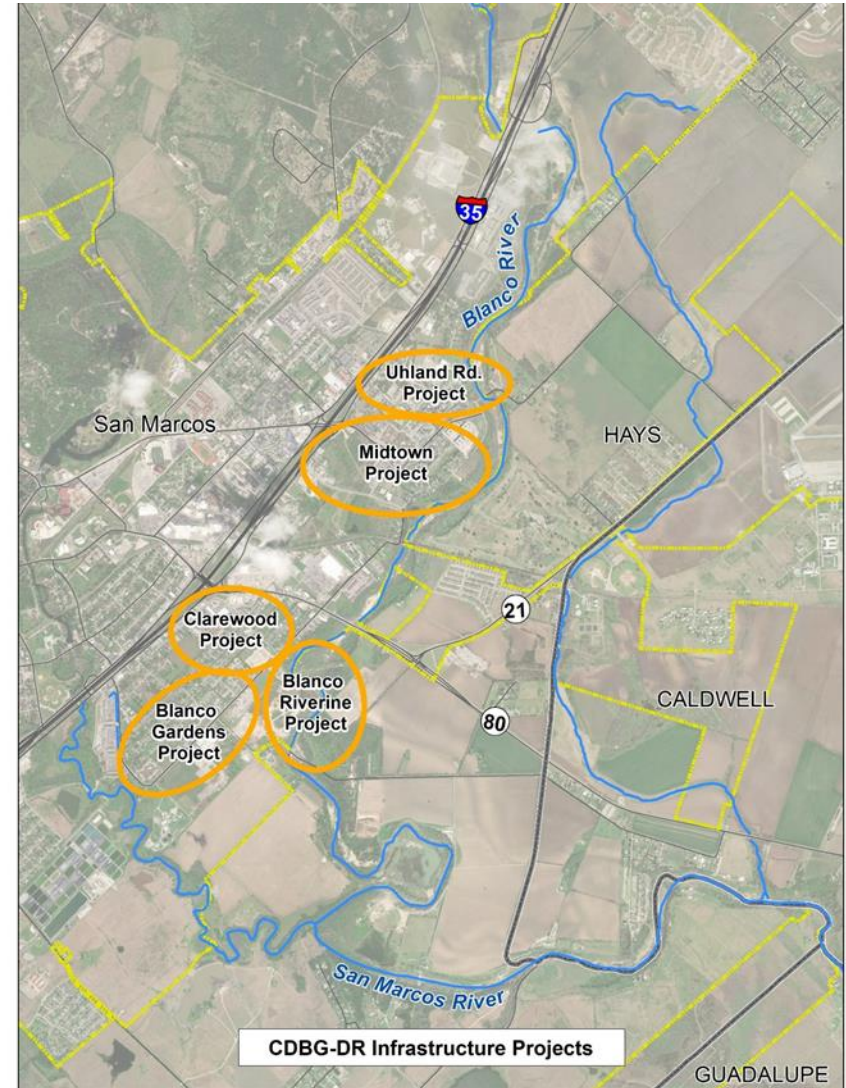 35
Blanco River
Uhland Rd.
Project
San Marcos
HAYS
Midtown
Project
21
Clarewood
Project
Blanco
Riverine
Project
Blanco
Gardens
Project
CALDWELL
80
San Marcos River
CDBG-DR Infrastructure Projects
GUADALUPE